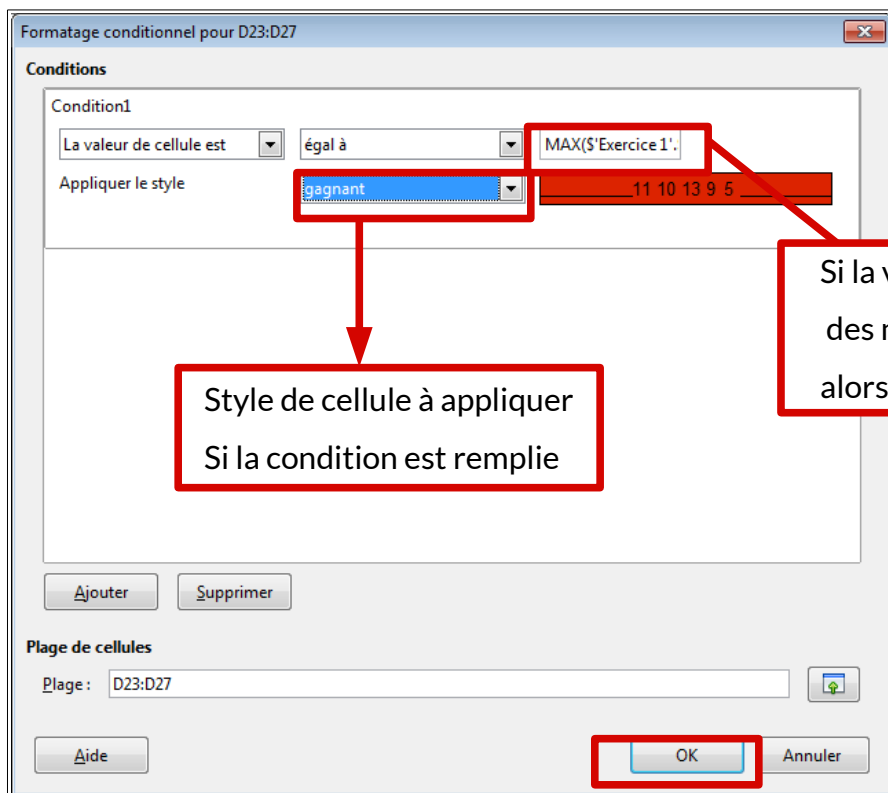 Formatage conditionnel pour D23:D27
Conditions
Condition1
La valeur de cellule est égal à MAX($'Exercice 1'.
Appliquer le style gagnant 11 10 13 9 5
Si la
des
alors
Style de cellule à appliquer
Si la condition est remplie
Ajouter Supprimer
Plage de cellules
Plage : D23:D27
Aide OK Annuler